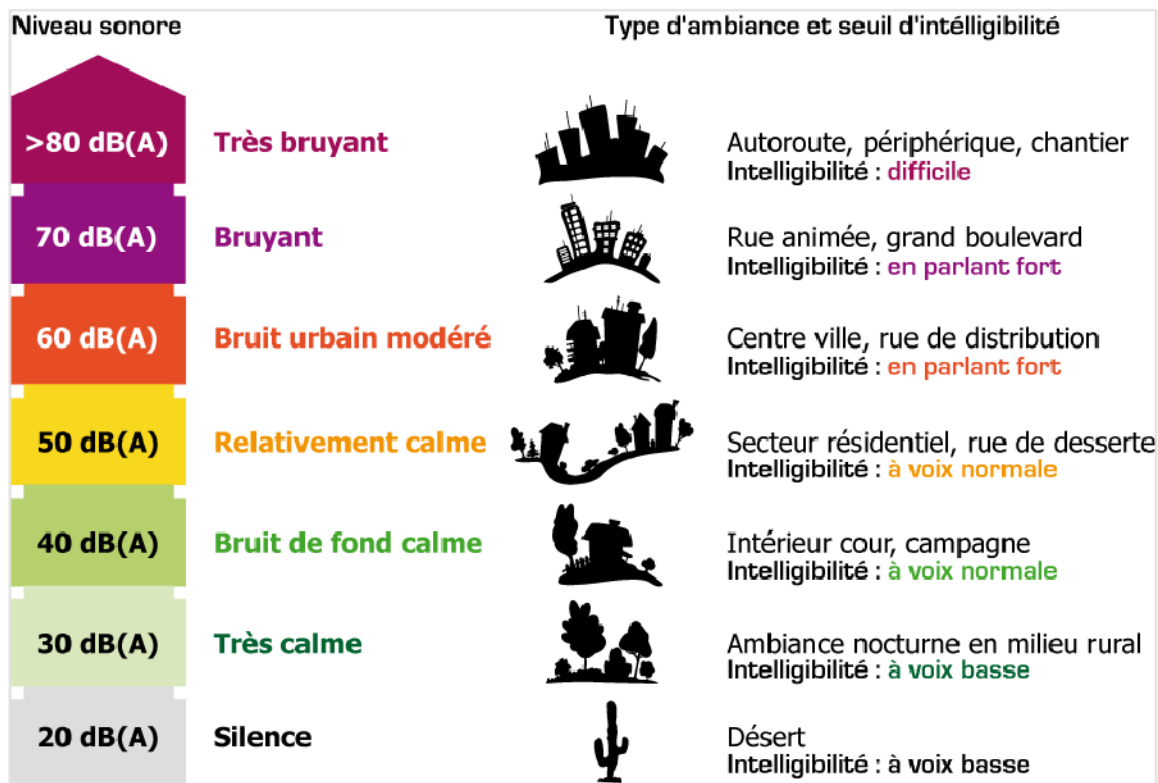 Niveau sonore
Type d'ambiance et seuil d'intélligibilité
>80 dB(A)
Très bruyant
Autoroute, périphérique, chantier
Intelligibilité : difficile
70 dB(A)
Bruyant
Rue animée, grand boulevard
Intelligibilité : en parlant fort
60 dB(A)
Bruit urbain modéré
Centre ville, rue de distribution
Intelligibilité : en parlant fort
50 dB(A)
Relativement calme
Secteur résidentiel, rue de desserte
Intelligibilité : à voix normale
40 dB(A)
Bruit de fond calme
Intérieur cour, campagne
Intelligibilité : à voix normale
30 dB(A)
Très calme
Ambiance nocturne en milieu rural
Intelligibilité : à voix basse
20 dB(A)
Silence
Désert
Intelligibilité : à voix basse